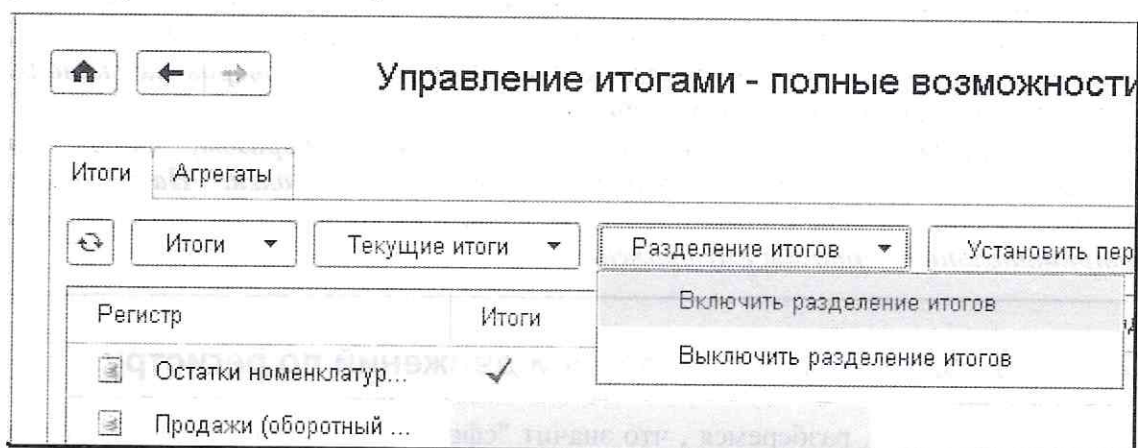 Управление итогами - полные возможности
Итоги Агрегаты
Итоги Текущие итоги Разделение итогов Установить пер
Включить разделение итогов
Выключить разделение итогов
Регистр Итоги
Остатки номенклатур...
Продажи (оборотный ...